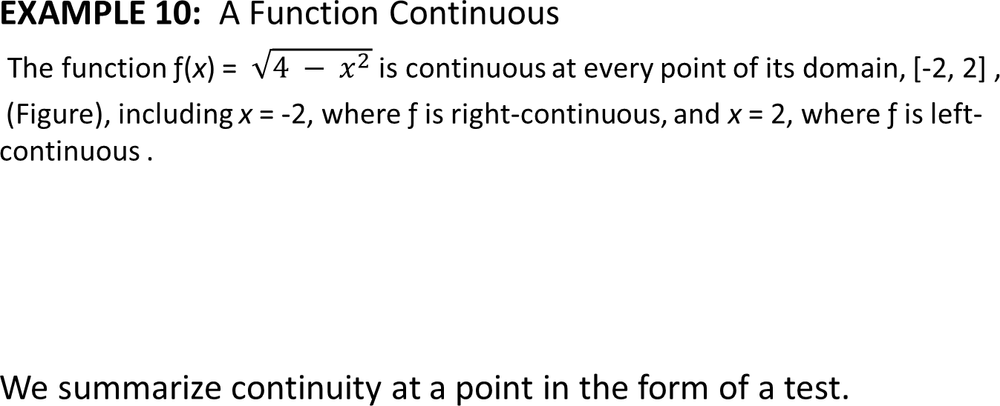 EXAMPLE 10: A Function Continuous
The function ƒ(x) = √4 − x² is continuous at every point of its domain, [-2, 2] ,
(Figure), including x = -2, where ƒ is right-continuous, and x = 2, where ƒ is left-
continuous .
We summarize continuity at a point in the form of a test.